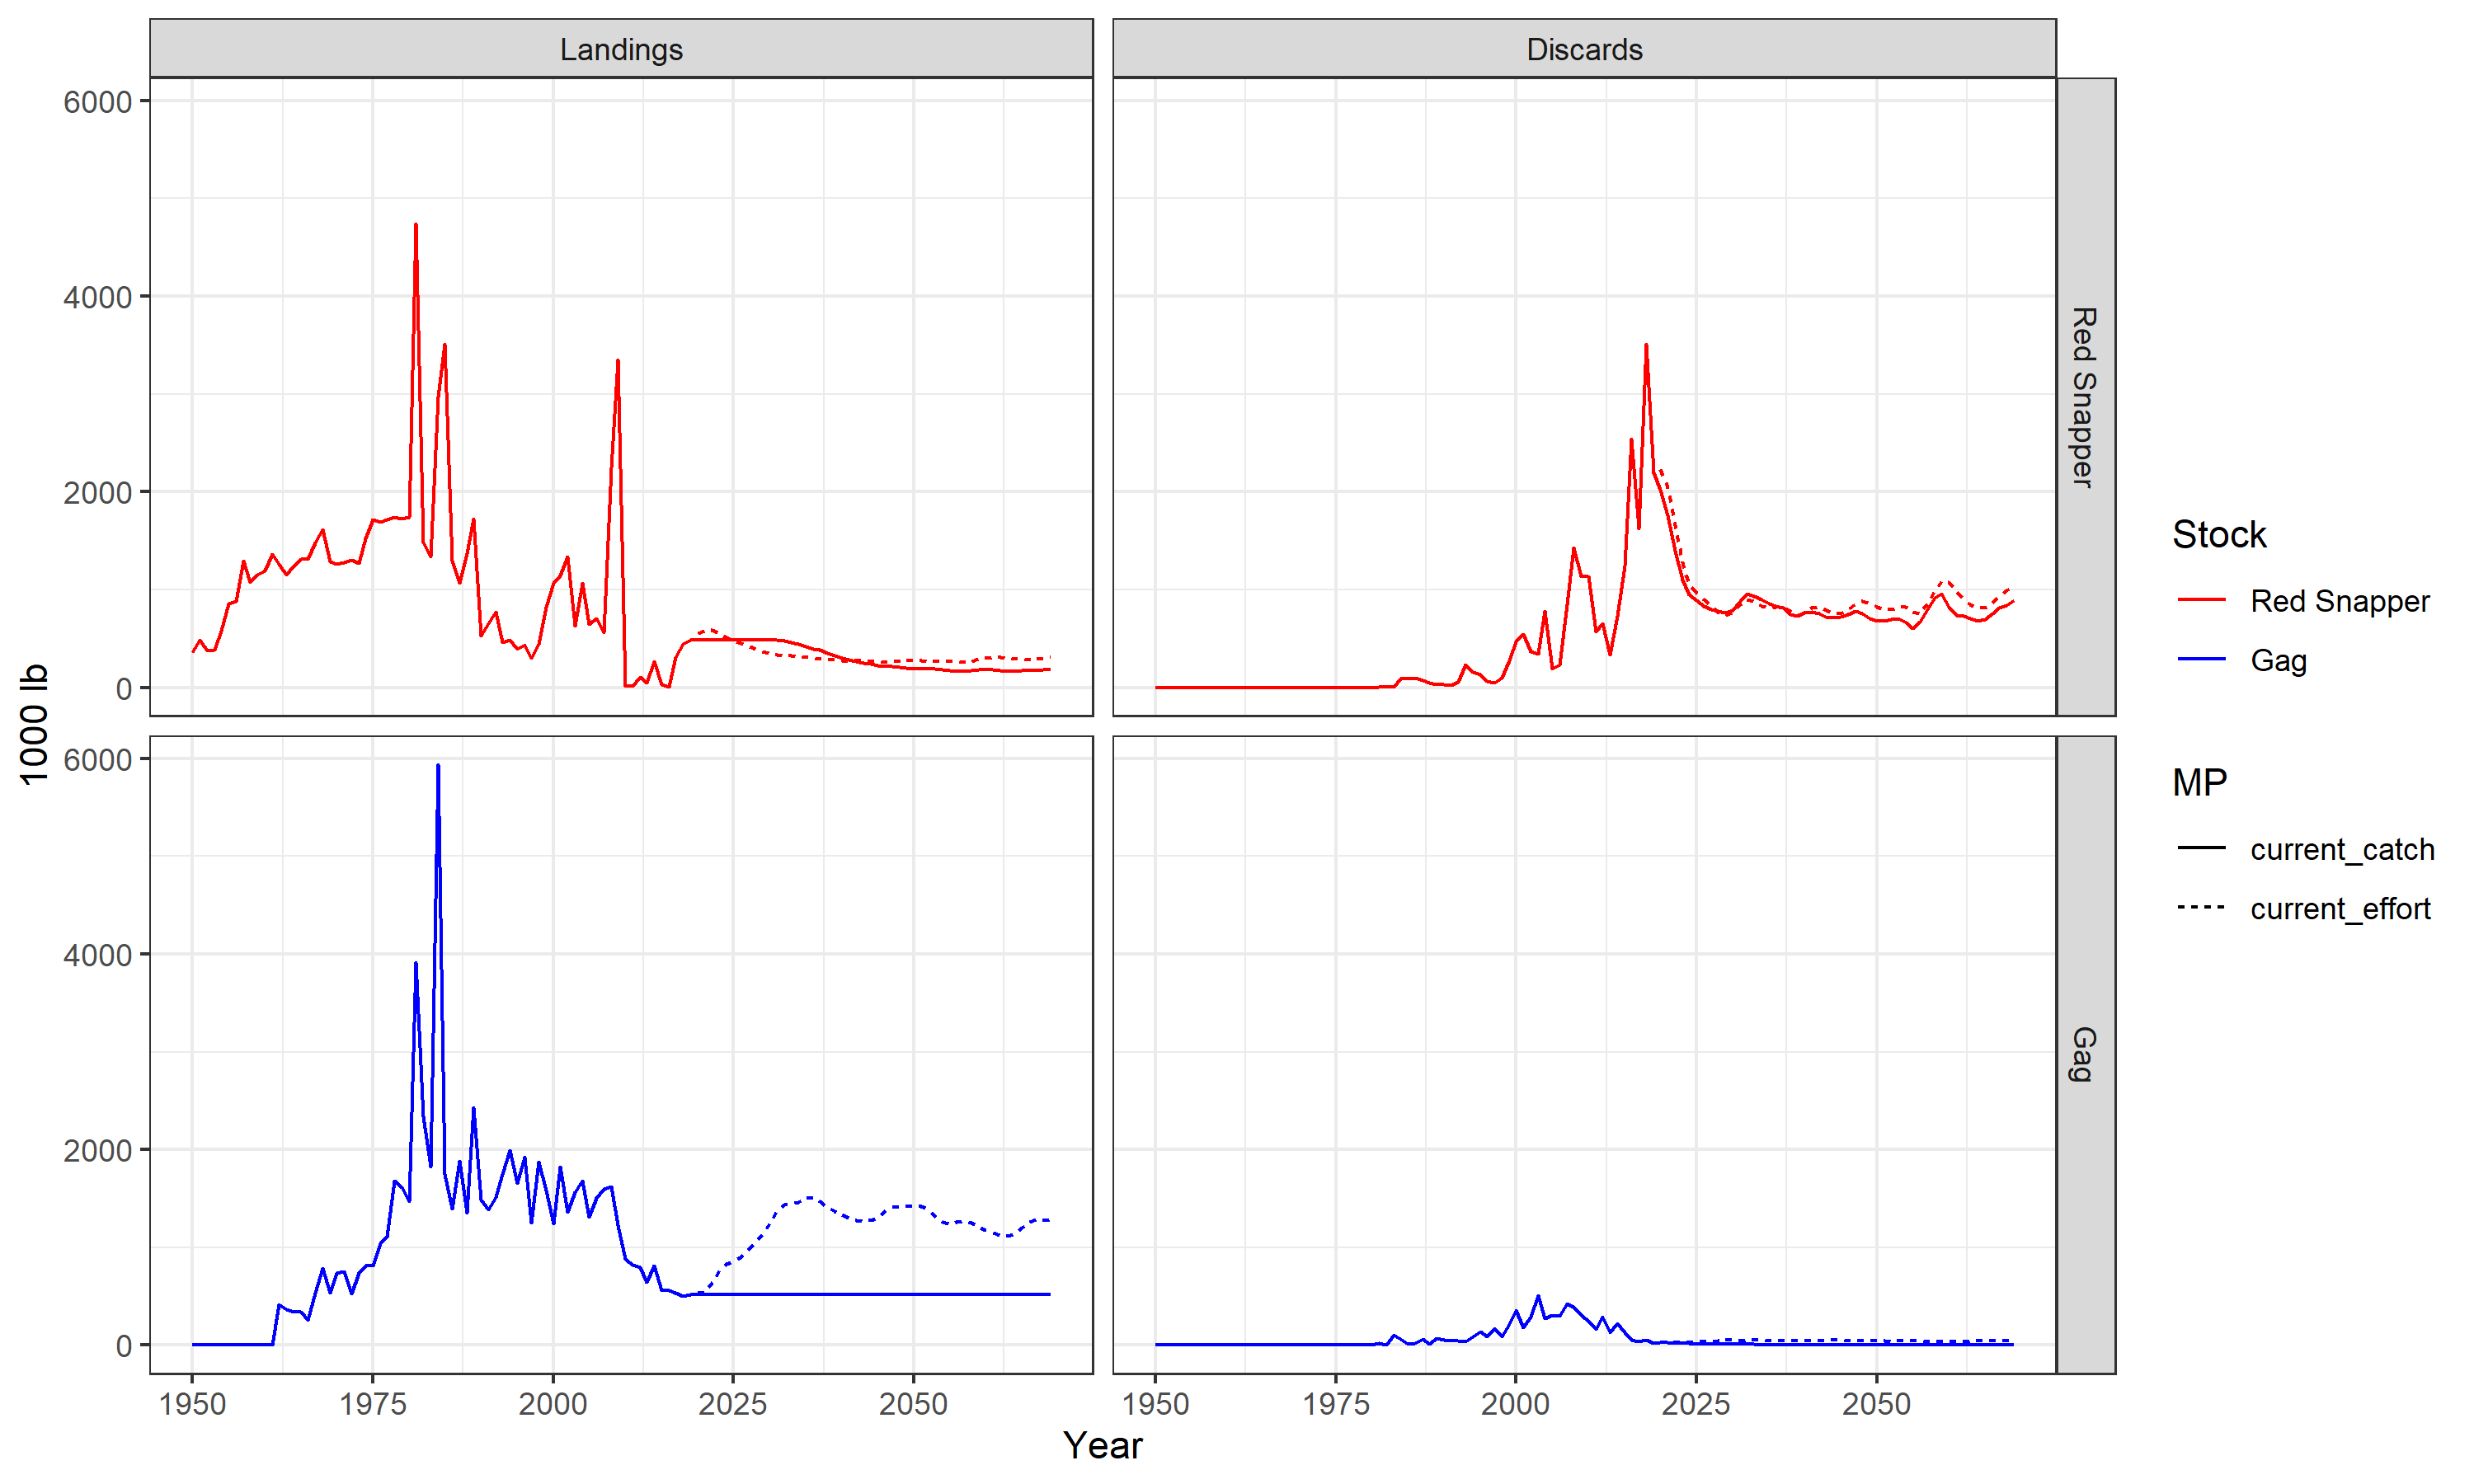 Landings
Discards
6000
4000
2000
0
Red Snapper
6000
4000
2000
0
Gag
1950
1975
2000
2025
2050
1950
1975
2000
2025
2050
Year
1000 lb
Stock
Red Snapper
Gag
MP
current_catch
current_effort